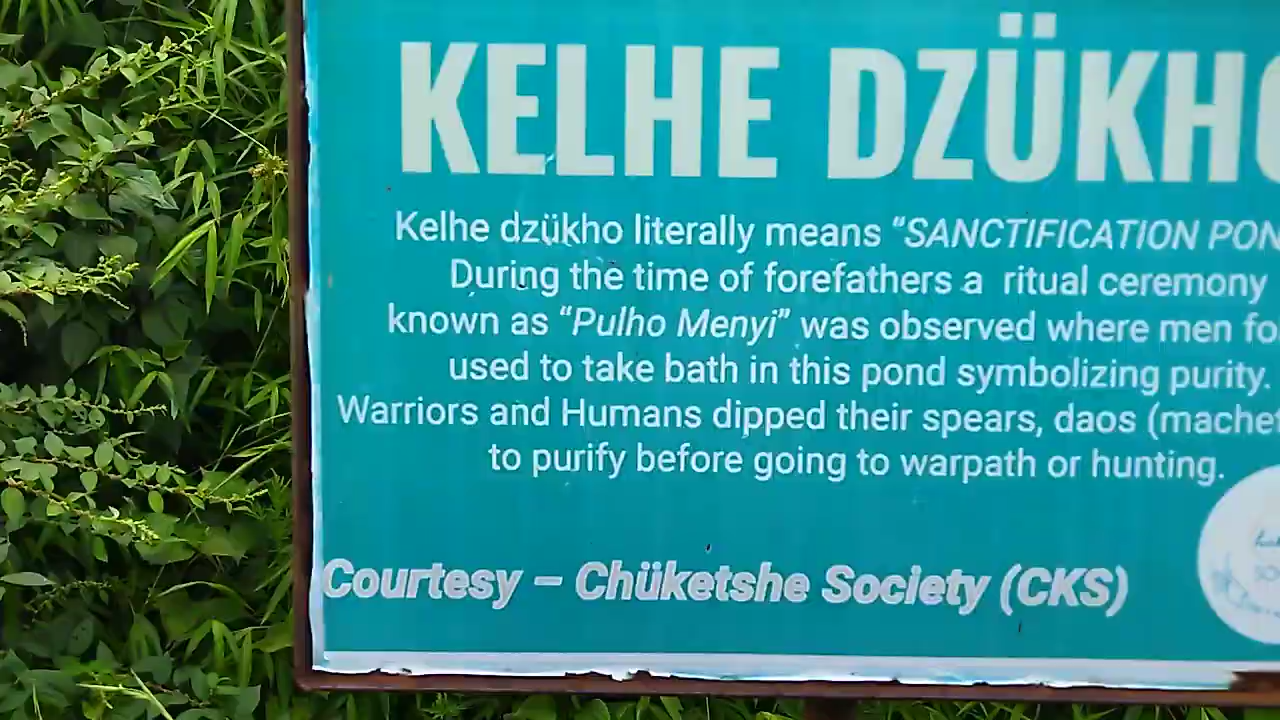 KELHE DZÜKHO
Kelhe dzükho literally means “SANCTIFICATION PON
During the time of forefathers a ritual ceremony
known as “Pulho Menyi” was observed where men fo
used to take bath in this pond symbolizing purity.
Warriors and Humans dipped their spears, daos (machet
to purify before going to warpath or hunting.
Courtesy – Chüketshe Society (CKS)